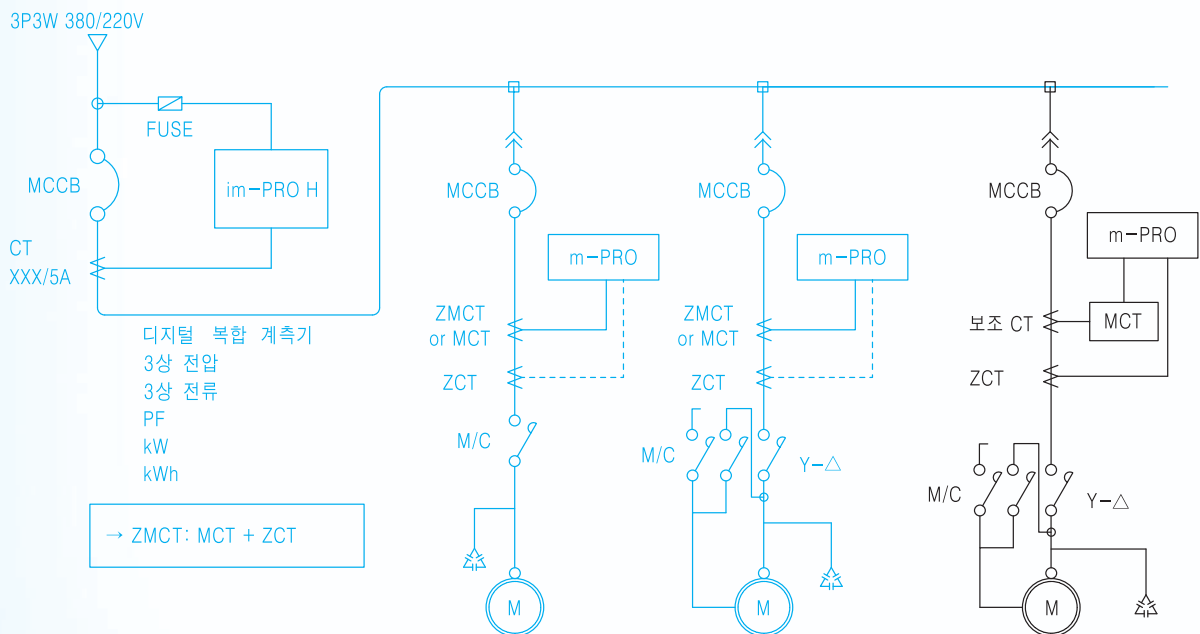 3P3W 380/220V
FUSE
MCCB
im-PRO H
CT
XXX/5A
디지털 복합 계측기
3상 전압
3상 전류
PF
kW
kWh
→ ZMCT: MCT + ZCT
MCCB
m-PRO
ZMCT
or MCT
ZCT
M/C
M
MCCB
m-PRO
ZMCT
or MCT
ZCT
M/C
Y-△
M
MCCB
m-PRO
보조 CT
MCT
ZCT
M/C
Y-△
M